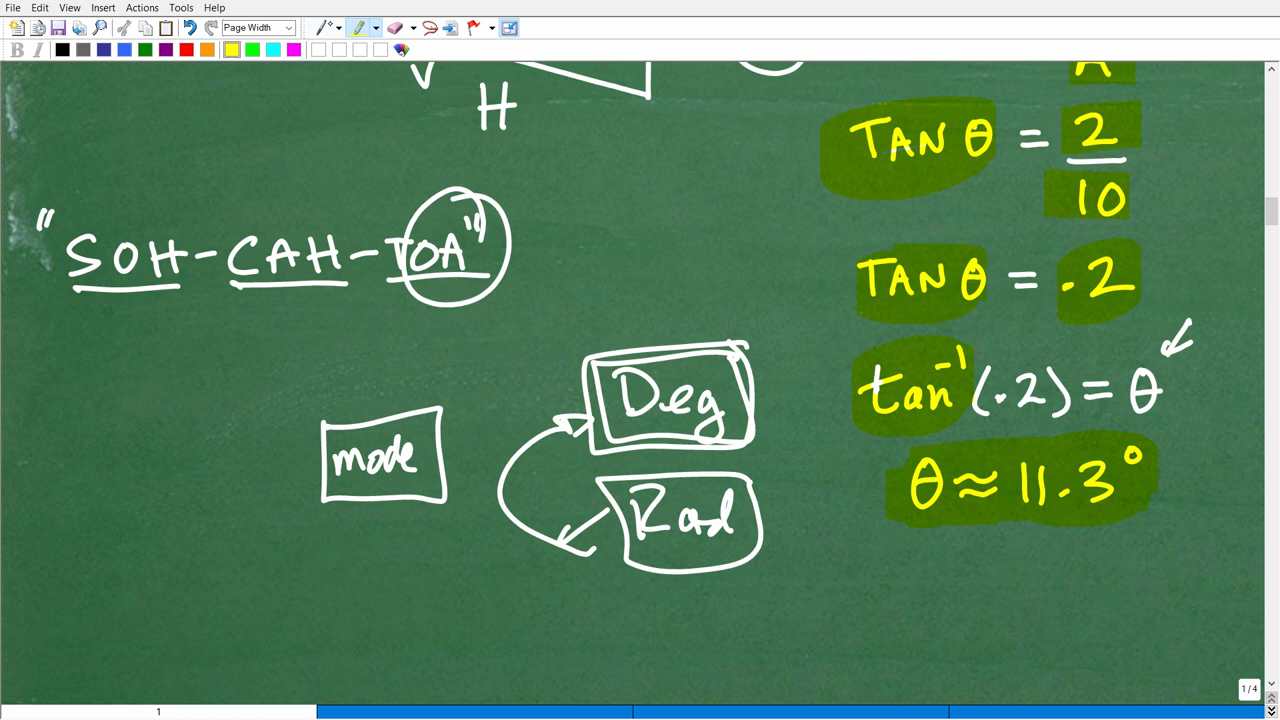 File Edit View Insert Actions Tools Help
Page Width
B I
V
H
A
TAN θ = 2
10
"SOH - CAH - TOA"
TAN θ = .2
tan⁻¹(.2) = θ
θ ≈ 11.3°
Deg
mode
Rad
1/4
1